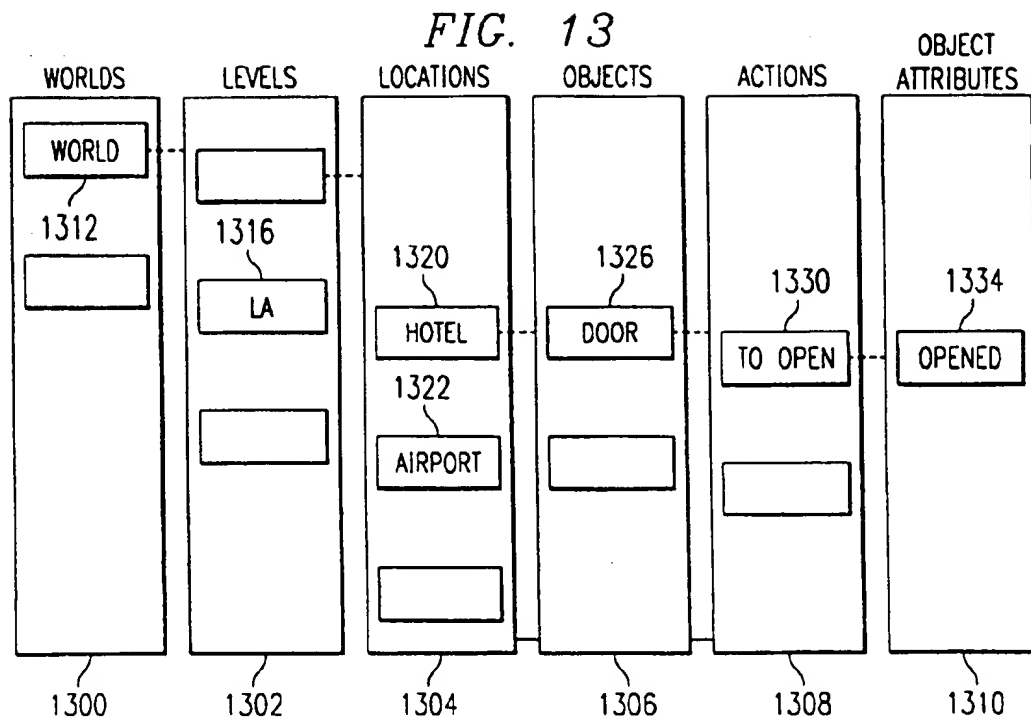 FIG. 13
WORLDS LEVELS LOCATIONS OBJECTS ACTIONS OBJECT ATTRIBUTES
WORLD
1312
1316
LA
1320
HOTEL
1322
AIRPORT
1326
DOOR
1330
TO OPEN
1334
OPENED
1300 1302 1304 1306 1308 1310